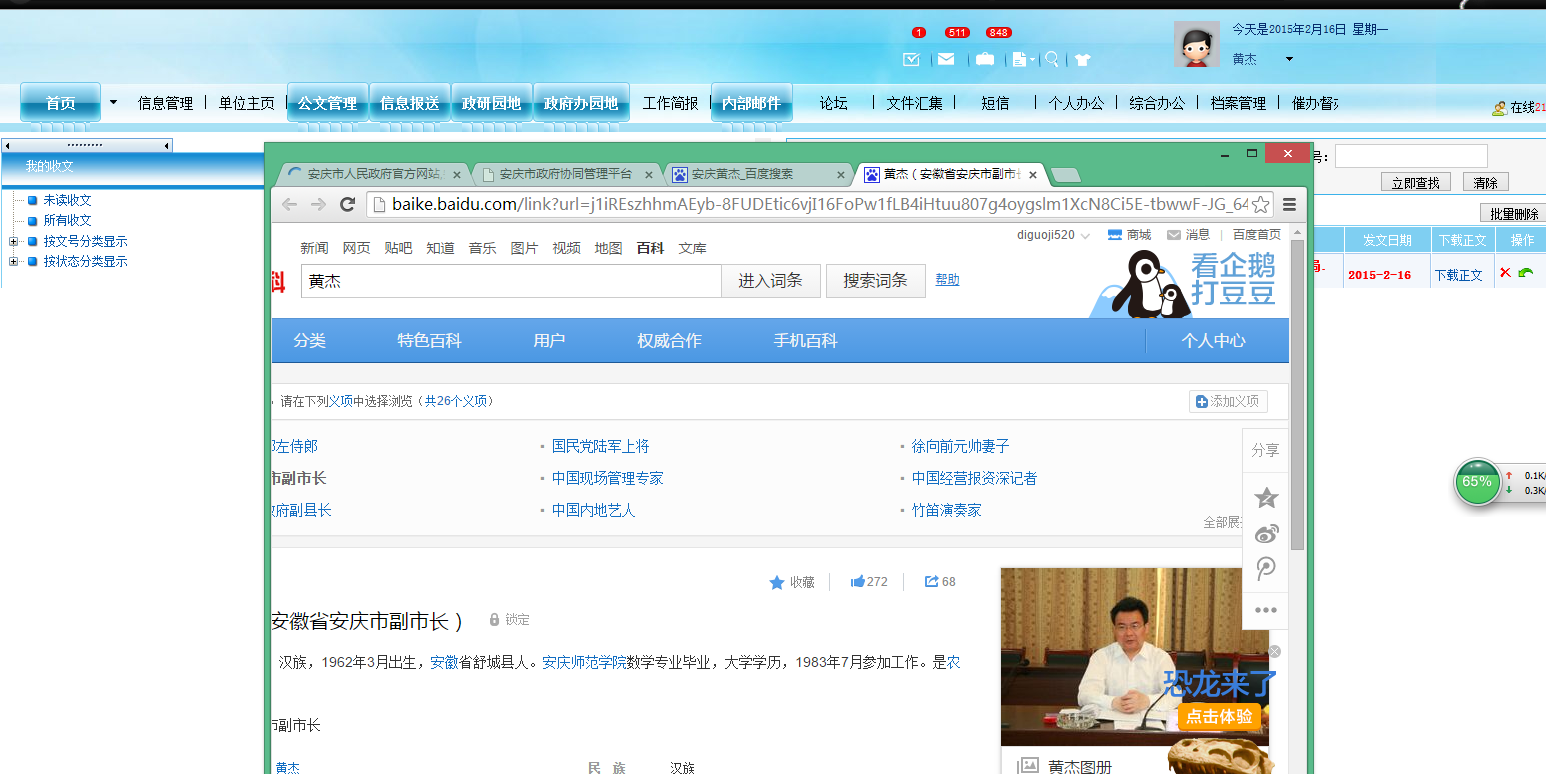 1 511 848
今天是2015年2月16日 星期一
黄杰
首页 信息管理 单位主页 公文管理 信息报送 政研园地 政府办园地 工作简报 内部邮件 论坛 文件汇集 短信 个人办公 综合办公 档案管理 催办督
在线21
我的收文
未读收文
所有收文
按文号分类显示
按状态分类显示
号:
立即查找 清除
批量删除
发文日期 下载正文 操作
2015-2-16 下载正文
安庆市人民政府官方网站 安庆市政府协同管理平台 安庆黄杰_百度搜索 黄杰（安徽省安庆市副市长
baike.baidu.com/link?url=j1iREszhhmAEyb-8FUDEtic6vjI16FoPw1fLB4iHtuu807g4oygslm1XcN8Ci5E-tbwwF-JG_64
diguoji520 商城 消息 | 百度首页
新闻 网页 贴吧 知道 音乐 图片 视频 地图 百科 文库
科 黄杰 进入词条 搜索词条 帮助
看企鹅
打豆豆
分类 特色百科 用户 权威合作 手机百科 个人中心
请在下列义项中选择浏览（共26个义项） 添加义项
左侍郎 国民党陆军上将 徐向前元帅妻子
市副市长 中国现场管理专家 中国经营报资深记者
政府副县长 中国内地艺人 竹笛演奏家
全部展
分享
65% 0.1K/
0.3K/
收藏 272 68
安徽省安庆市副市长） 锁定
汉族，1962年3月出生，安徽省舒城县人。安庆师范学院数学专业毕业，大学学历，1983年7月参加工作。是农
市副市长
恐龙来了
点击体验
黄杰 民 族 汉族
黄杰图册